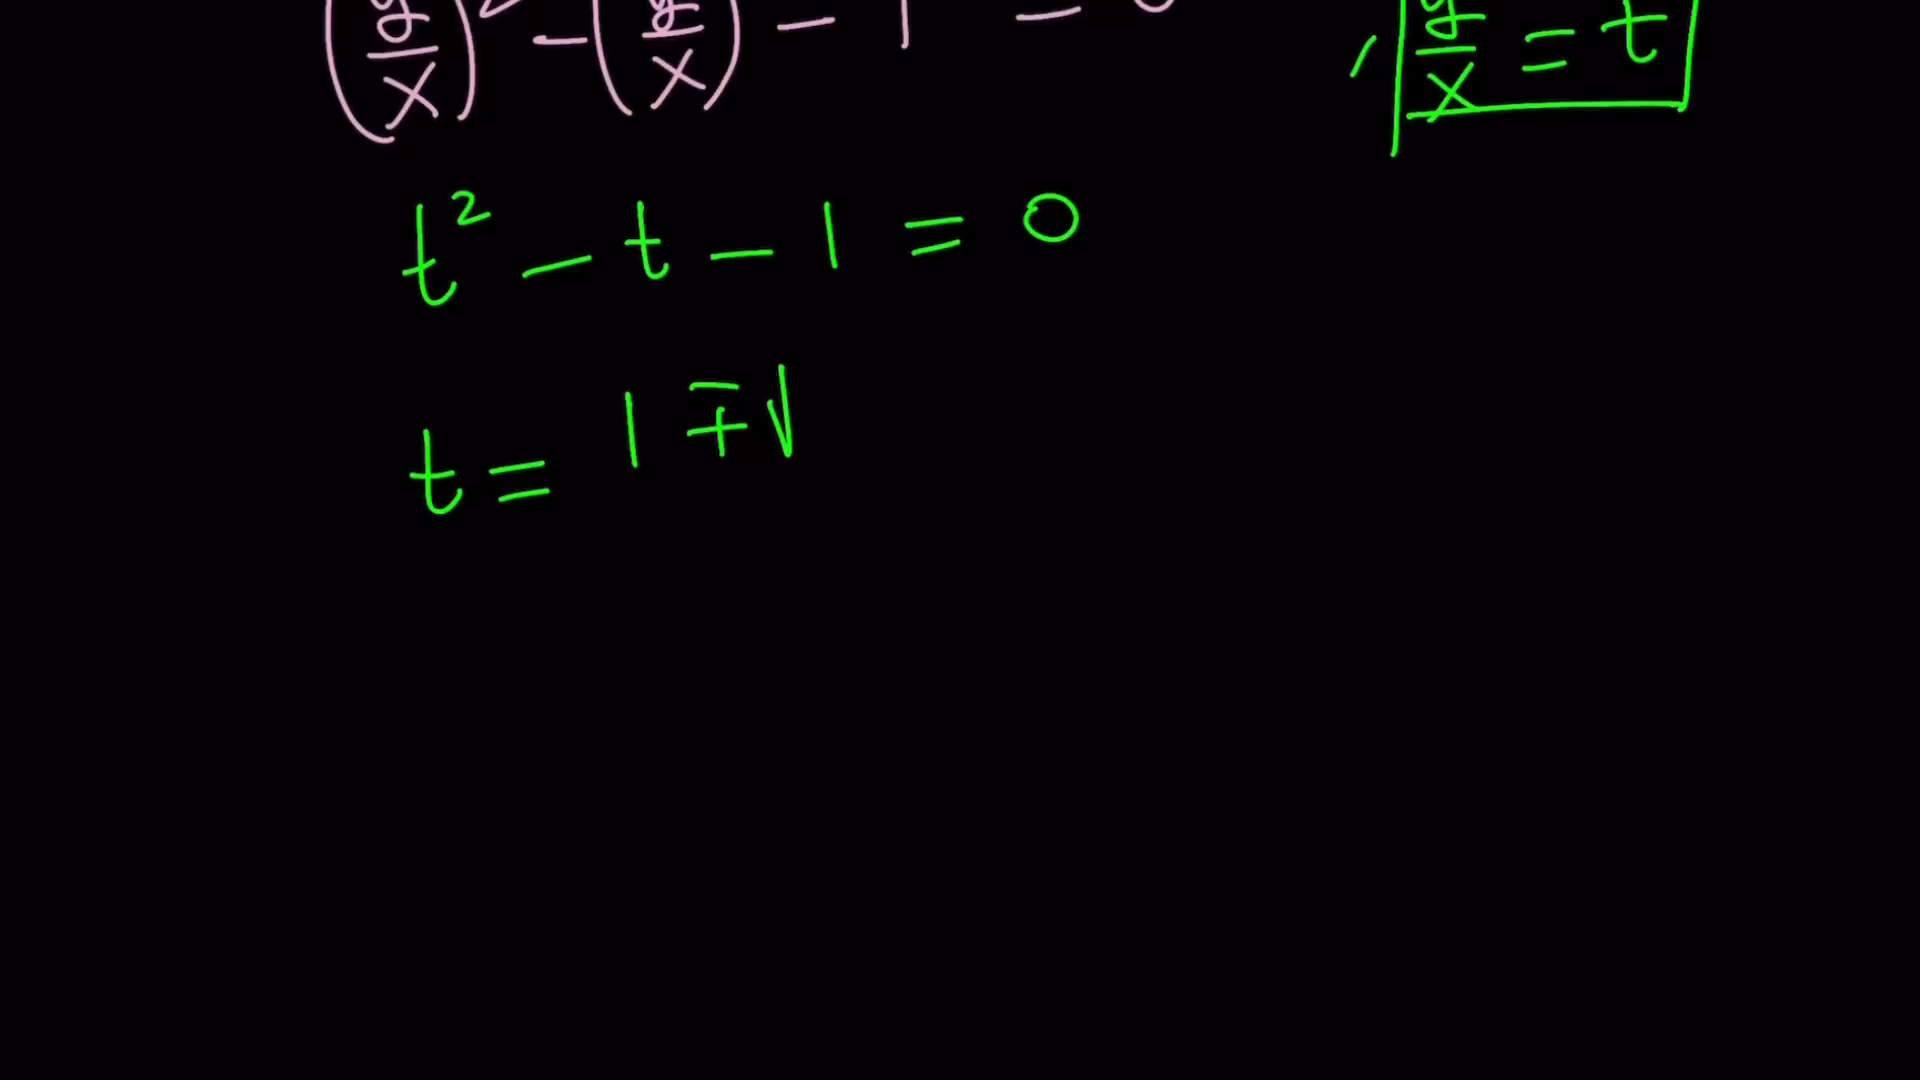 (y/x)² - (y/x) - 1 = 0 , y/x = t
t² - t - 1 = 0
t = 1 ∓ √